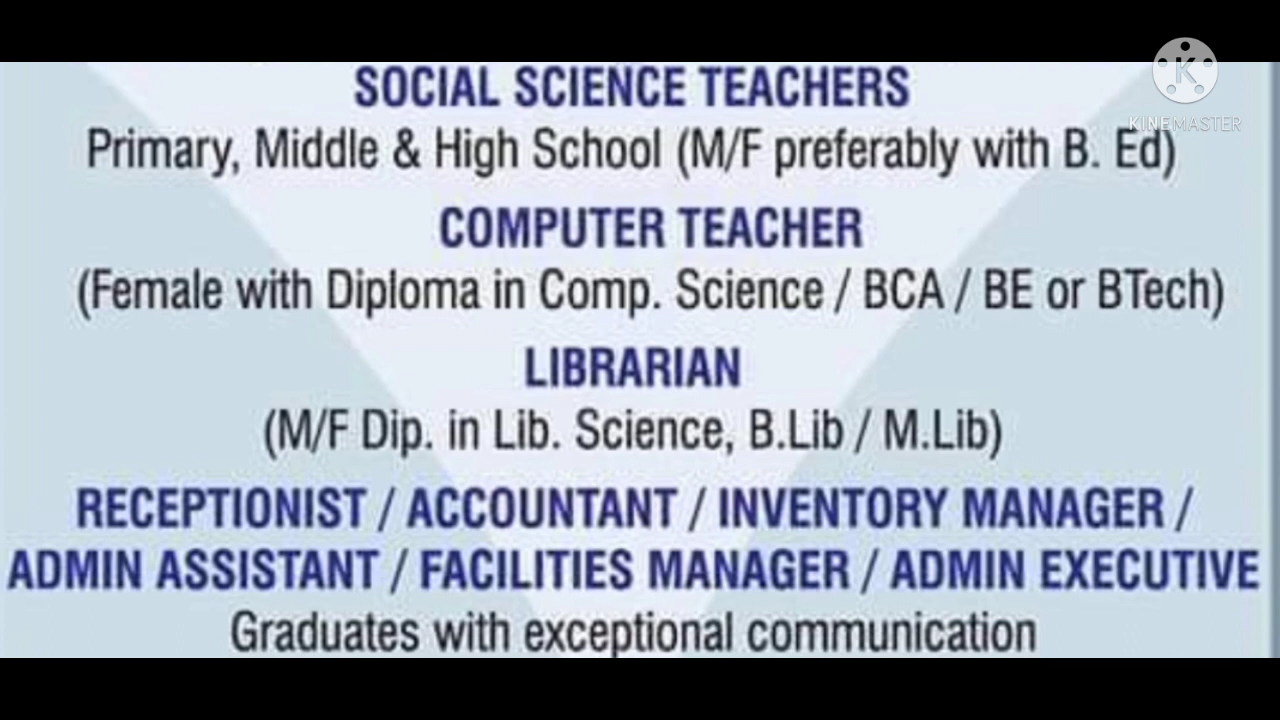 SOCIAL SCIENCE TEACHERS
K
KINEMASTER
Primary, Middle & High School (M/F preferably with B. Ed)
COMPUTER TEACHER
(Female with Diploma in Comp. Science / BCA / BE or BTech)
LIBRARIAN
(M/F Dip. in Lib. Science, B.Lib / M.Lib)
RECEPTIONIST / ACCOUNTANT / INVENTORY MANAGER /
ADMIN ASSISTANT / FACILITIES MANAGER / ADMIN EXECUTIVE
Graduates with exceptional communication